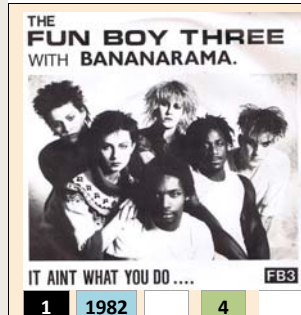 THE
FUN BOY THREE
WITH BANANARAMA.
IT AINT WHAT YOU DO .... FB3
1 1982 4